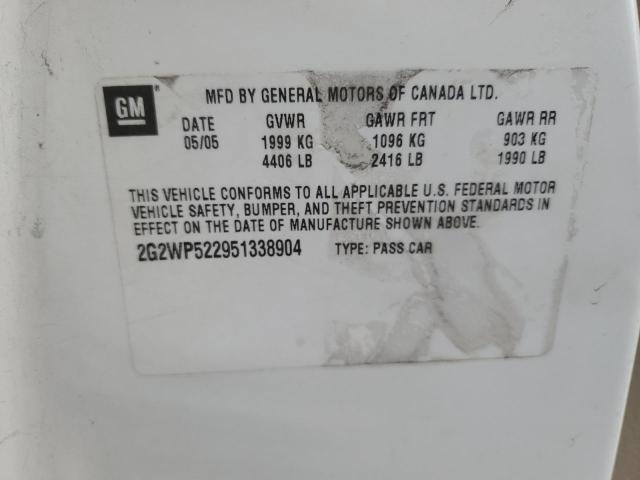 GM
MFD BY GENERAL MOTORS OF CANADA LTD.
DATE GVWR GAWR FRT GAWR RR
05/05 1999 KG 1096 KG 903 KG
4406 LB 2416 LB 1990 LB
THIS VEHICLE CONFORMS TO ALL APPLICABLE U.S. FEDERAL MOTOR
VEHICLE SAFETY, BUMPER, AND THEFT PREVENTION STANDARDS IN
EFFECT ON THE DATE OF MANUFACTURE SHOWN ABOVE.
2G2WP522951338904 TYPE: PASS CAR